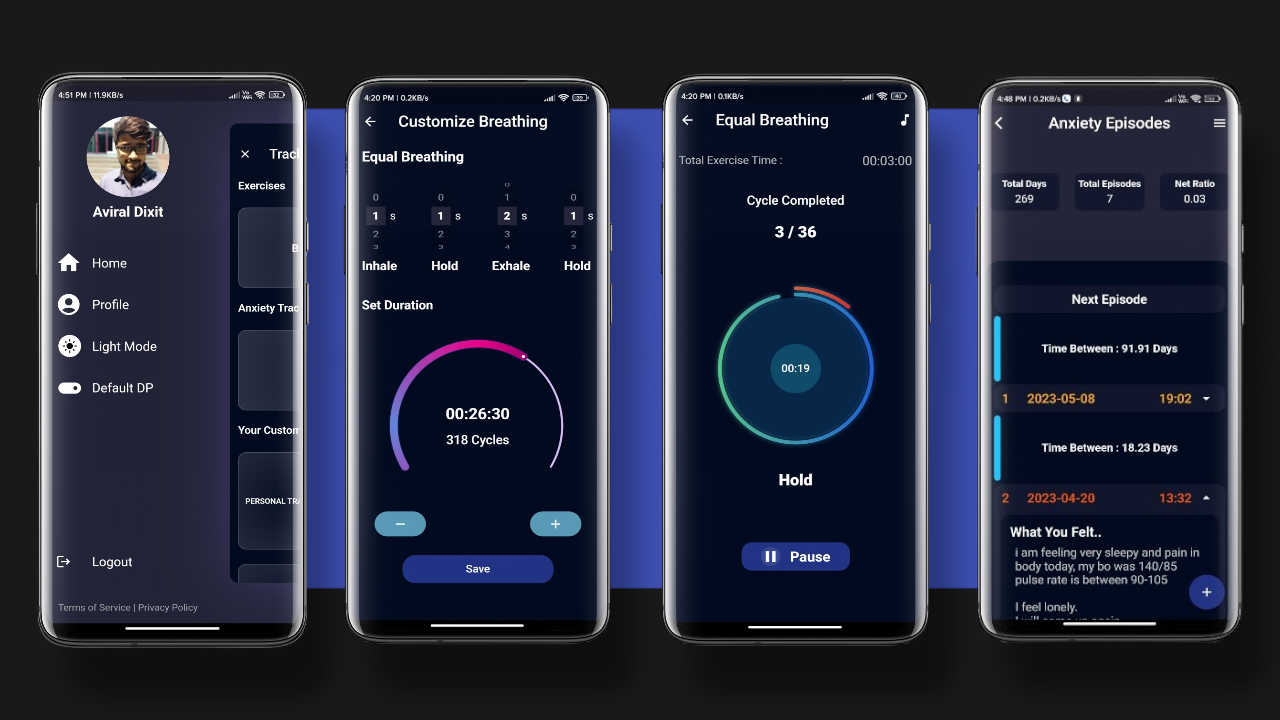 4:51 PM | 11.9KB/s
Aviral Dixit
Home
Profile
Light Mode
Default DP
Logout
Terms of Service | Privacy Policy
Exercises
Anxiety Trac
Your Custom
PERSONAL TR
4:20 PM | 0.2KB/s
Customize Breathing
Equal Breathing
0 0 1 0
1 s 1 s 2 s 1 s
2 2 3 2
3 3 4 3
Inhale Hold Exhale Hold
Set Duration
00:26:30
318 Cycles
−
+
Save
4:20 PM | 0.1KB/s
Equal Breathing
Total Exercise Time : 00:03:00
Cycle Completed
3 / 36
00:19
Hold
Pause
4:48 PM | 0.2KB/s
Anxiety Episodes
Total Days
269
Total Episodes
7
Net Ratio
0.03
Next Episode
Time Between : 91.91 Days
1 2023-05-08 19:02
Time Between : 18.23 Days
2 2023-04-20 13:32
What You Felt..
i am feeling very sleepy and pain in
body today, my bo was 140/85
pulse rate is between 90-105
I feel lonely.
+